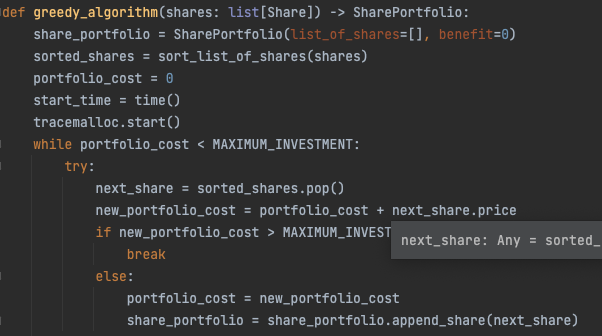 def greedy_algorithm(shares: list[Share]) -> SharePortfolio:
    share_portfolio = SharePortfolio(list_of_shares=[], benefit=0)
    sorted_shares = sort_list_of_shares(shares)
    portfolio_cost = 0
    start_time = time()
    tracemalloc.start()
    while portfolio_cost < MAXIMUM_INVESTMENT:
        try:
            next_share = sorted_shares.pop()
            new_portfolio_cost = portfolio_cost + next_share.price
            if new_portfolio_cost > MAXIMUM_INVEST
next_share: Any = sorted_
                break
            else:
                portfolio_cost = new_portfolio_cost
                share_portfolio = share_portfolio.append_share(next_share)